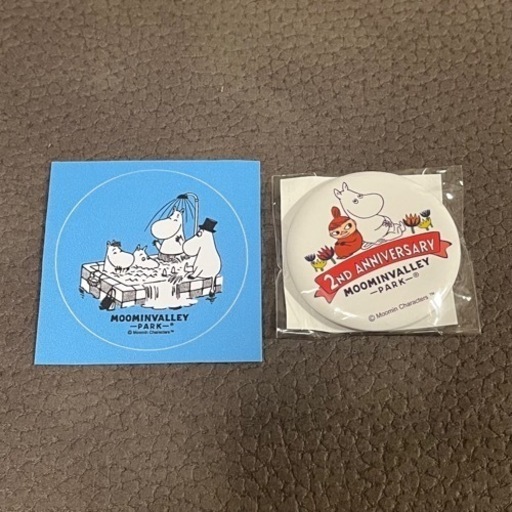 MOOMINVALLEY
—PARK—®
© Moomin Characters™
2ND ANNIVERSARY
MOOMINVALLEY
—PARK—®
© Moomin Characters™